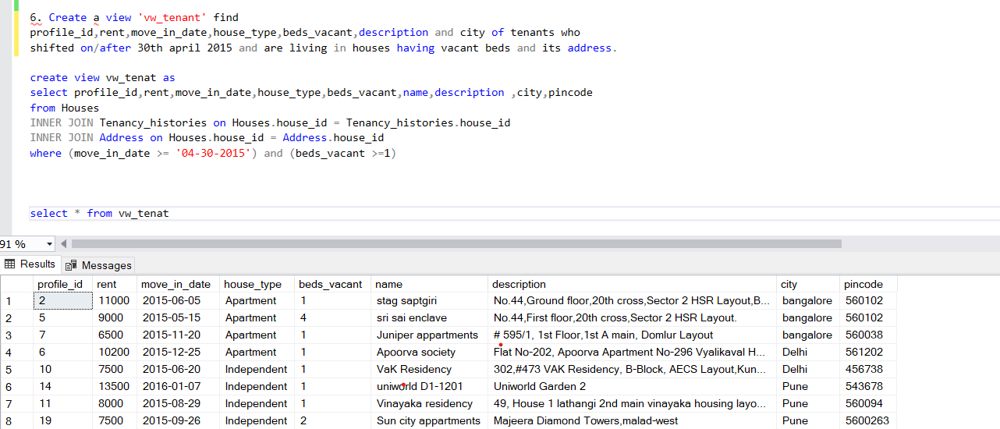 6. Create a view 'vw_tenant' find
profile_id,rent,move_in_date,house_type,beds_vacant,description and city of tenants who
shifted on/after 30th april 2015 and are living in houses having vacant beds and its address.
create view vw_tenat as
select profile_id,rent,move_in_date,house_type,beds_vacant,name,description ,city,pincode
from Houses
INNER JOIN Tenancy_histories on Houses.house_id = Tenancy_histories.house_id
INNER JOIN Address on Houses.house_id = Address.house_id
where (move_in_date >= '04-30-2015') and (beds_vacant >=1)
select * from vw_tenat
91 %
Results Messages
profile_id rent move_in_date house_type beds_vacant name description city pincode
1 2 11000 2015-06-05 Apartment 1 stag saptgiri No.44,Ground floor,20th cross,Sector 2 HSR Layout,B... bangalore 560102
2 5 9000 2015-05-15 Apartment 4 sri sai enclave No.44,First floor,20th cross,Sector 2 HSR Layout. bangalore 560102
3 7 6500 2015-11-20 Apartment 1 Juniper appartments # 595/1, 1st Floor,1st A main, Domlur Layout bangalore 560038
4 6 10200 2015-12-25 Apartment 1 Apoorva society Flat No-202, Apoorva Apartment No-296 Vyalikaval H... Delhi 561202
5 10 7500 2015-06-20 Independent 1 VaK Residency 302,#473 VAK Residency, B-Block, AECS Layout,Kun... Delhi 456738
6 14 13500 2016-01-07 Independent 1 uniworld D1-1201 Uniworld Garden 2 Pune 543678
7 11 8000 2015-08-29 Independent 1 Vinayaka residency 49, House 1 lathangi 2nd main vinayaka housing layo... Pune 560094
8 19 7500 2015-09-26 Independent 2 Sun city appartments Majeera Diamond Towers,malad-west Pune 5600263